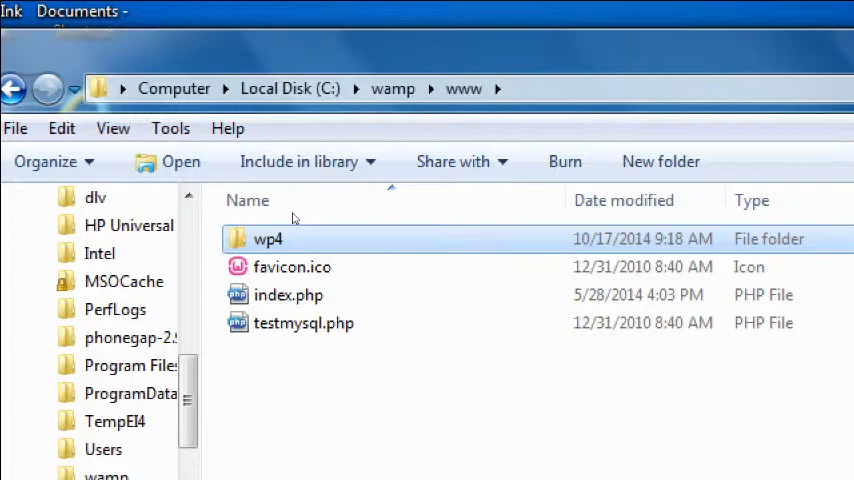 Ink Documents -
Computer Local Disk (C:) wamp www
File Edit View Tools Help
Organize Open Include in library Share with Burn New folder
Name Date modified Type
wp4 10/17/2014 9:18 AM File folder
favicon.ico 12/31/2010 8:40 AM Icon
index.php 5/28/2014 4:03 PM PHP File
testmysql.php 12/31/2010 8:40 AM PHP File
dlv
HP Universal
Intel
MSOCache
PerfLogs
phonegap-2.
Program Files
ProgramData
TempEI4
Users
wamp